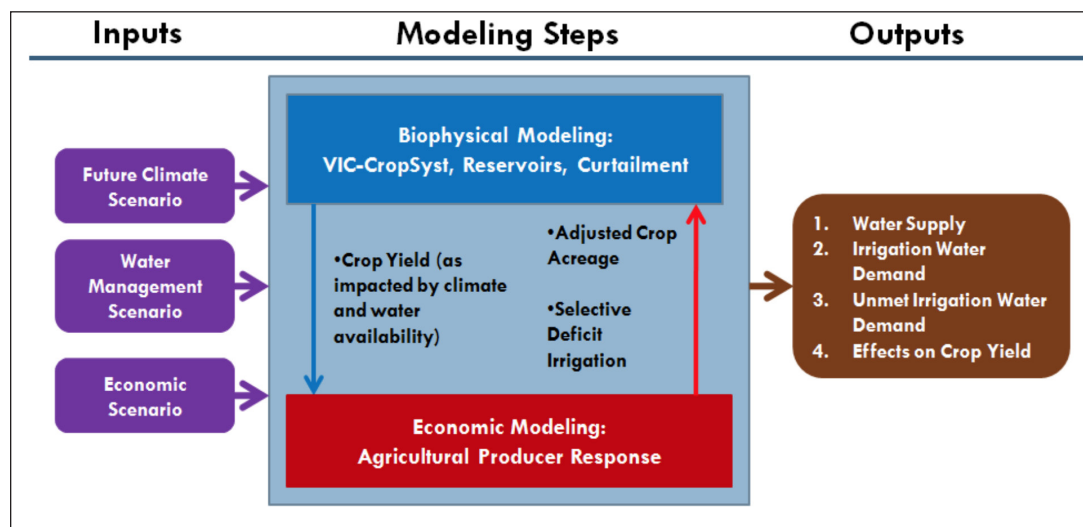 Inputs
Modeling Steps
Outputs
Future Climate
Scenario
Water
Management
Scenario
Economic
Scenario
Biophysical Modeling:
VIC-CropSyst, Reservoirs, Curtailment
•Crop Yield (as
impacted by climate
and water
availability)
•Adjusted Crop
Acreage
•Selective
Deficit
Irrigation
Economic Modeling:
Agricultural Producer Response
1. Water Supply
2. Irrigation Water
Demand
3. Unmet Irrigation Water
Demand
4. Effects on Crop Yield